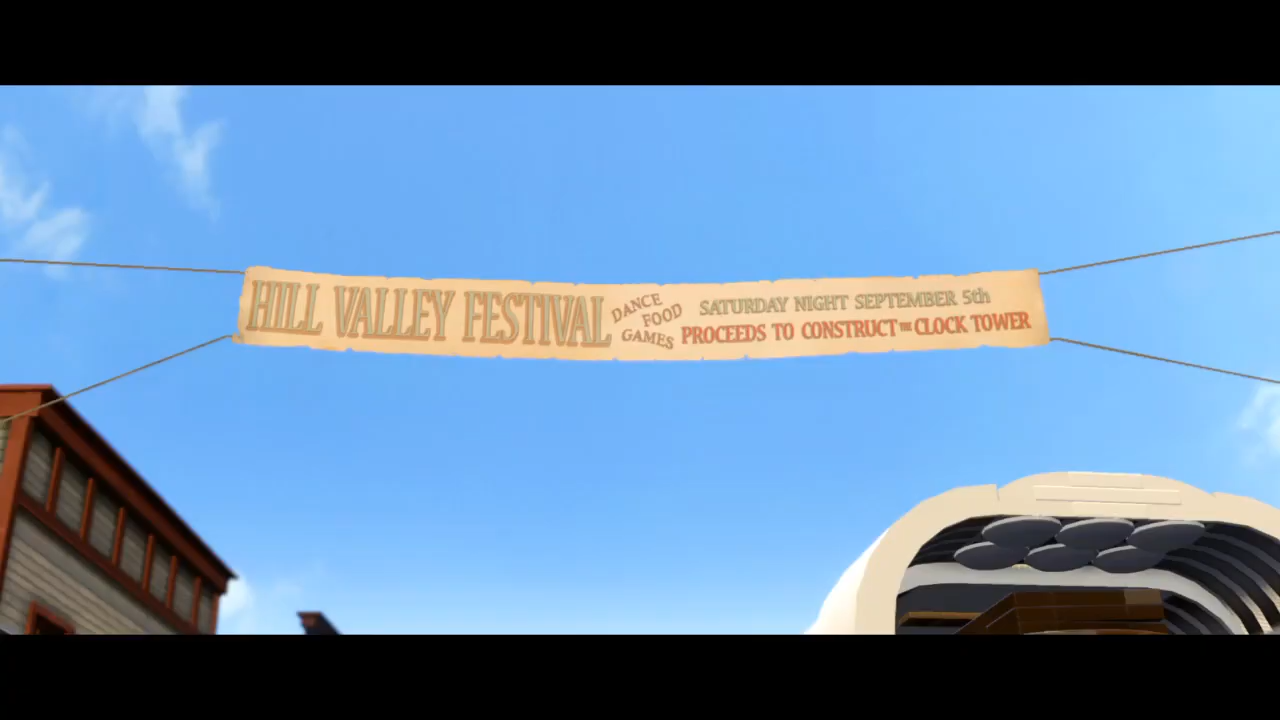 HILL VALLEY FESTIVAL
DANCE
FOOD
GAMES
SATURDAY NIGHT SEPTEMBER 5th
PROCEEDS TO CONSTRUCT THE CLOCK TOWER